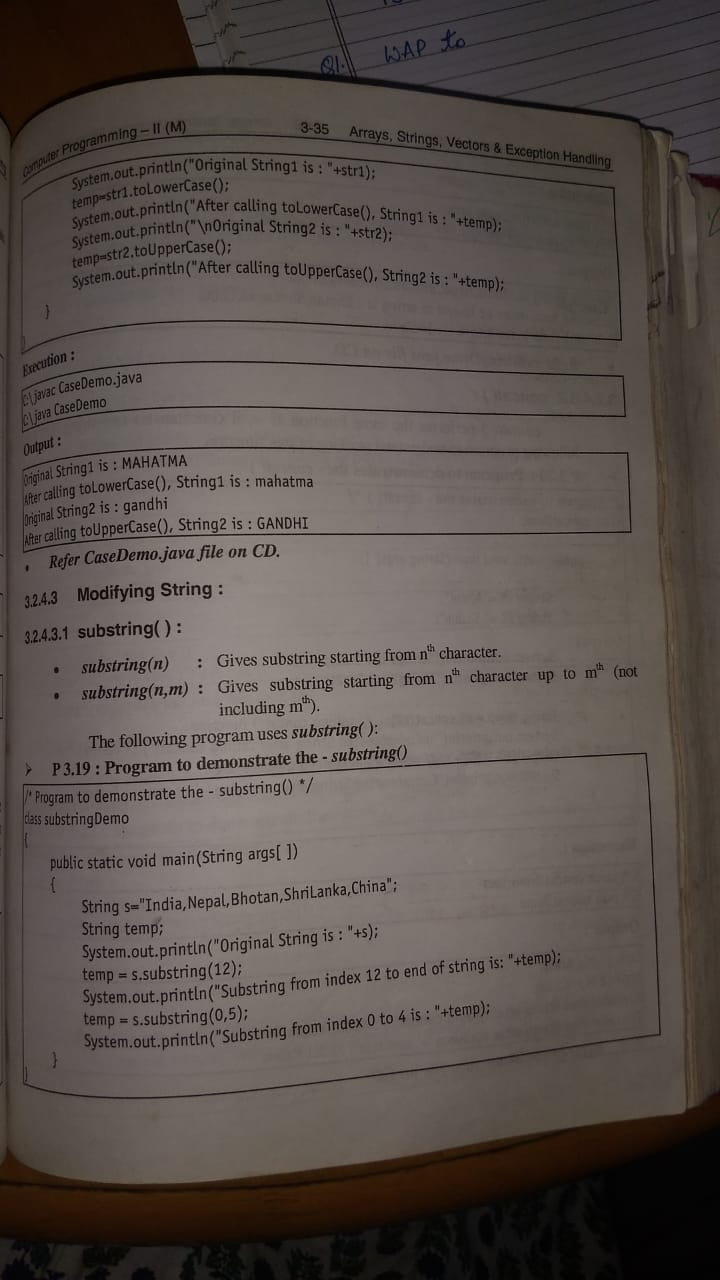 Q1. WAP to
Computer Programming – II (M) 3-35 Arrays, Strings, Vectors & Exception Handling
System.out.println("Original String1 is : "+str1);
temp=str1.toLowerCase();
System.out.println("After calling toLowerCase(), String1 is : "+temp);
System.out.println("\nOriginal String2 is : "+str2);
temp=str2.toUpperCase();
System.out.println("After calling toUpperCase(), String2 is : "+temp);
}
}
Execution :
C:\javac CaseDemo.java
C:\java CaseDemo
Output :
Original String1 is : MAHATMA
After calling toLowerCase(), String1 is : mahatma
Original String2 is : gandhi
After calling toUpperCase(), String2 is : GANDHI
• Refer CaseDemo.java file on CD.
3.2.4.3 Modifying String :
3.2.4.3.1 substring( ) :
• substring(n) : Gives substring starting from nth character.
• substring(n,m) : Gives substring starting from nth character up to mth (not
including mth).
The following program uses substring( ):
➢ P 3.19 : Program to demonstrate the - substring()
/* Program to demonstrate the - substring() */
class substringDemo
{
public static void main(String args[ ])
{
String s="India,Nepal,Bhotan,ShriLanka,China";
String temp;
System.out.println("Original String is : "+s);
temp = s.substring(12);
System.out.println("Substring from index 12 to end of string is: "+temp);
temp = s.substring(0,5);
System.out.println("Substring from index 0 to 4 is : "+temp);
}
}